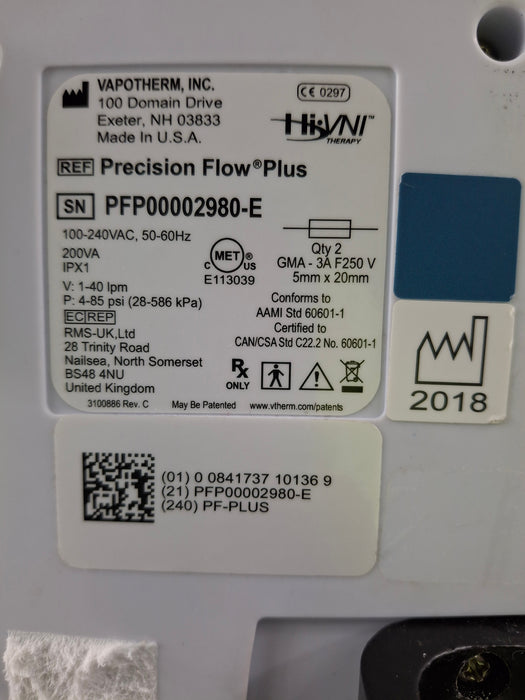 VAPOTHERM, INC.
100 Domain Drive
Exeter, NH 03833
Made In U.S.A.
CE 0297
Hi-VNI™
THERAPY
REF Precision Flow®Plus
SN PFP00002980-E
100-240VAC, 50-60Hz
200VA
IPX1
V: 1-40 lpm
P: 4-85 psi (28-586 kPa)
EC REP
RMS-UK,Ltd
28 Trinity Road
Nailsea, North Somerset
BS48 4NU
United Kingdom
C MET ® US
E113039
Qty 2
GMA - 3A F250 V
5mm x 20mm
Conforms to
AAMI Std 60601-1
Certified to
CAN/CSA Std C22.2 No. 60601-1
Rx
ONLY
3100886 Rev. C May Be Patented www.vtherm.com/patents
2018
(01) 0 0841737 10136 9
(21) PFP00002980-E
(240) PF-PLUS